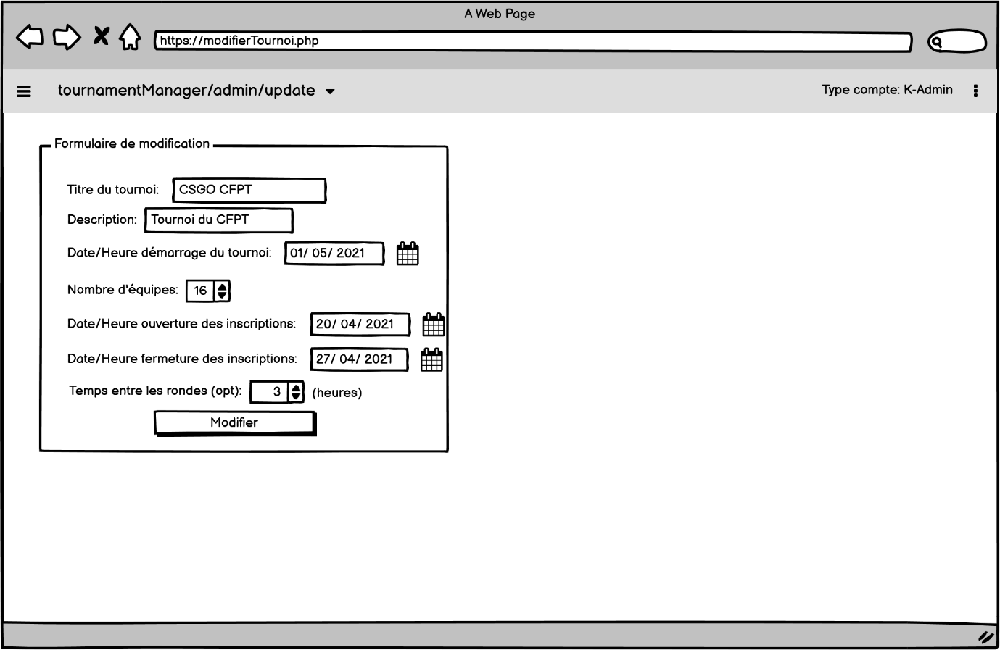 A Web Page
https://modifierTournoi.php
tournamentManager/admin/update
Type compte: K-Admin
Formulaire de modification
Titre du tournoi: CSGO CFPT
Description: Tournoi du CFPT
Date/Heure démarrage du tournoi: 01/ 05/ 2021
Nombre d'équipes: 16
Date/Heure ouverture des inscriptions: 20/ 04/ 2021
Date/Heure fermeture des inscriptions: 27/ 04/ 2021
Temps entre les rondes (opt): 3 (heures)
Modifier